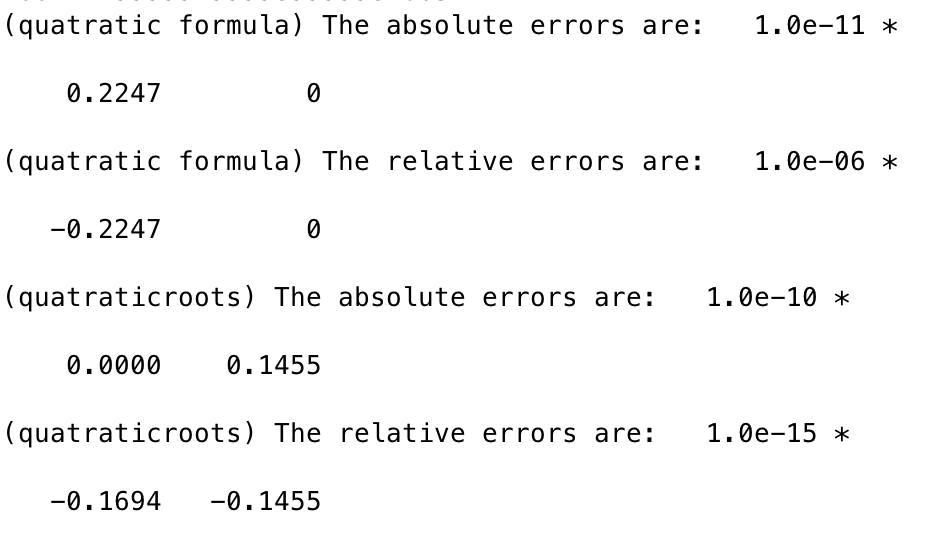 (quatratic formula) The absolute errors are:   1.0e-11 *
0.2247         0
(quatratic formula) The relative errors are:   1.0e-06 *
-0.2247         0
(quatraticroots) The absolute errors are:   1.0e-10 *
0.0000    0.1455
(quatraticroots) The relative errors are:   1.0e-15 *
-0.1694   -0.1455